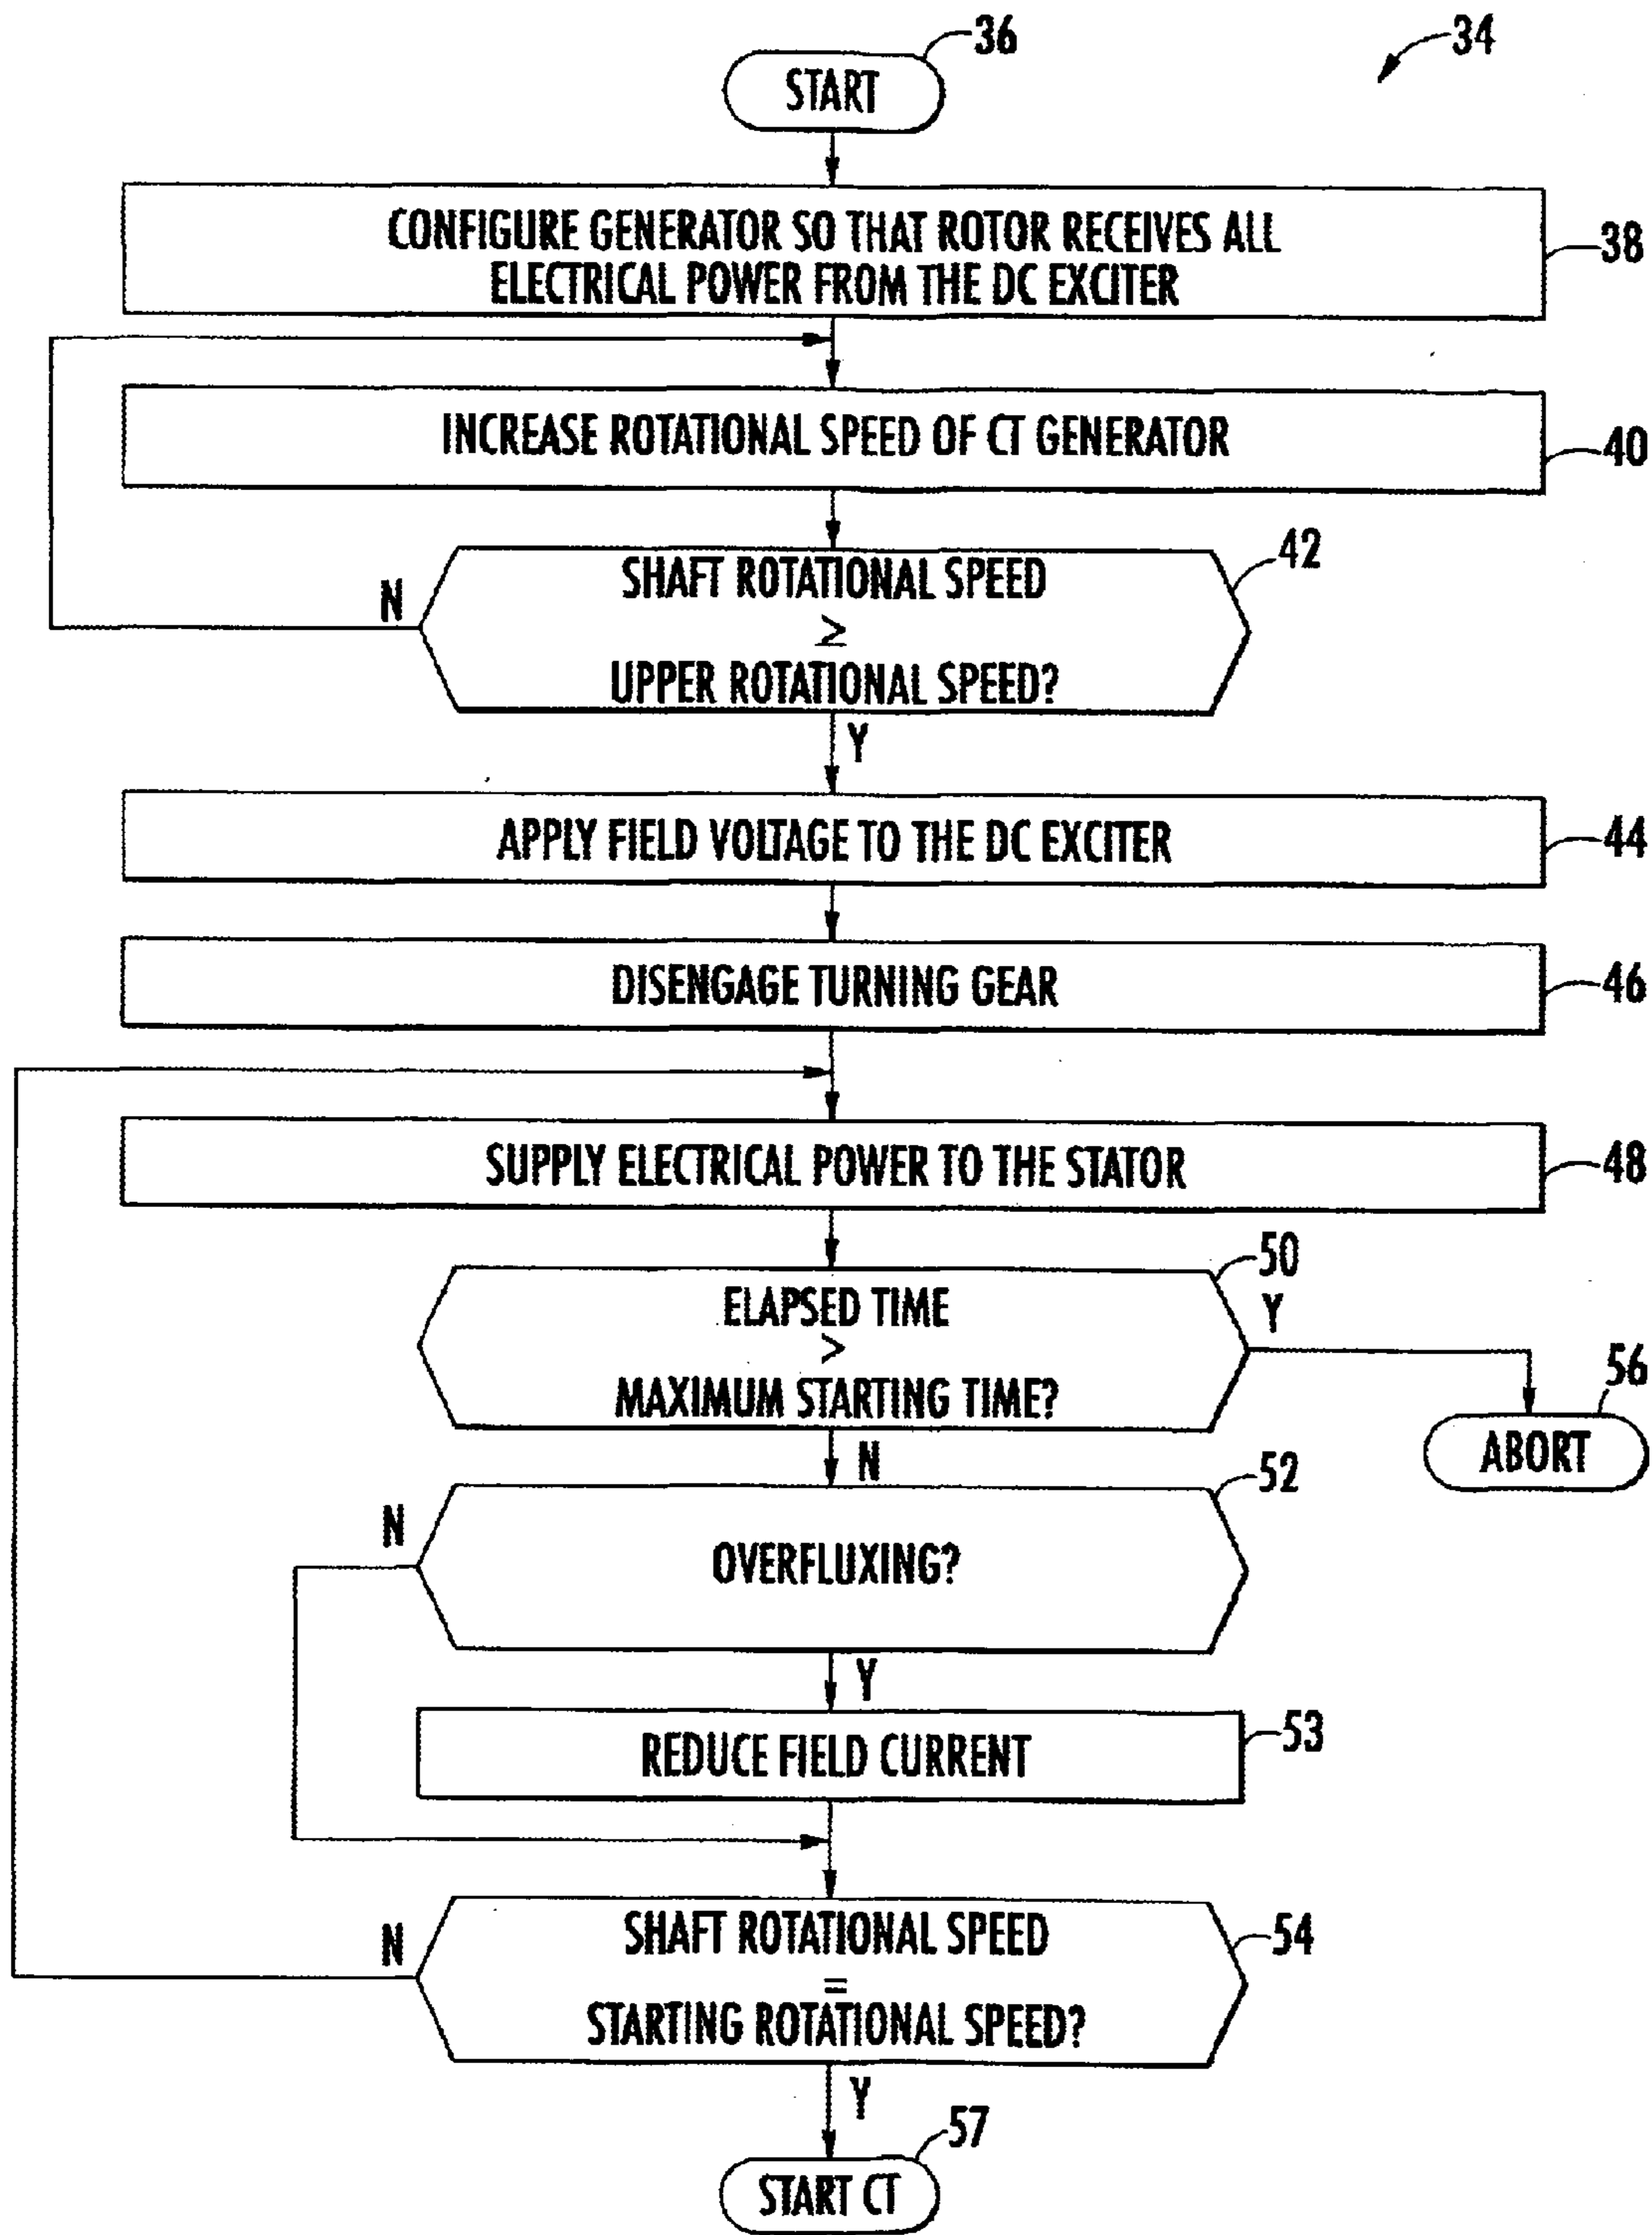 36
34
START
CONFIGURE GENERATOR SO THAT ROTOR RECEIVES ALL
ELECTRICAL POWER FROM THE DC EXCITER
38
INCREASE ROTATIONAL SPEED OF CT GENERATOR
40
42
SHAFT ROTATIONAL SPEED
≥
UPPER ROTATIONAL SPEED?
N
Y
APPLY FIELD VOLTAGE TO THE DC EXCITER
44
DISENGAGE TURNING GEAR
46
SUPPLY ELECTRICAL POWER TO THE STATOR
48
50
ELAPSED TIME
>
MAXIMUM STARTING TIME?
Y
56
ABORT
N
52
N
OVERFLUXING?
Y
REDUCE FIELD CURRENT
53
SHAFT ROTATIONAL SPEED
=
STARTING ROTATIONAL SPEED?
54
N
Y
57
START CT